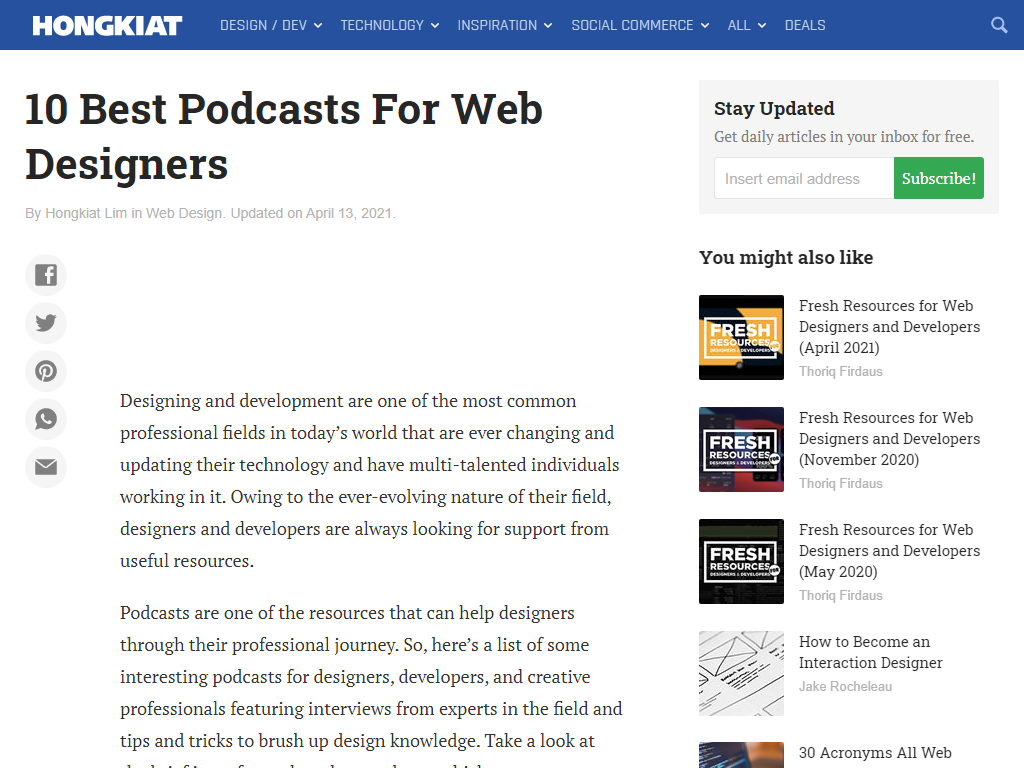 HONGKIAT
DESIGN / DEV
TECHNOLOGY
INSPIRATION
SOCIAL COMMERCE
ALL
DEALS
10 Best Podcasts For Web
Designers
By Hongkiat Lim in Web Design. Updated on April 13, 2021.
Designing and development are one of the most common
professional fields in today’s world that are ever changing and
updating their technology and have multi-talented individuals
working in it. Owing to the ever-evolving nature of their field,
designers and developers are always looking for support from
useful resources.
Podcasts are one of the resources that can help designers
through their professional journey. So, here’s a list of some
interesting podcasts for designers, developers, and creative
professionals featuring interviews from experts in the field and
tips and tricks to brush up design knowledge. Take a look at
Stay Updated
Get daily articles in your inbox for free.
Insert email address
Subscribe!
You might also like
FRESH
RESOURCES FOR
DESIGNERS & DEVELOPERS
Fresh Resources for Web
Designers and Developers
(April 2021)
Thoriq Firdaus
FRESH
RESOURCES FOR
DESIGNERS & DEVELOPERS
Fresh Resources for Web
Designers and Developers
(November 2020)
Thoriq Firdaus
FRESH
RESOURCES FOR
DESIGNERS & DEVELOPERS
Fresh Resources for Web
Designers and Developers
(May 2020)
Thoriq Firdaus
How to Become an
Interaction Designer
Jake Rocheleau
30 Acronyms All Web